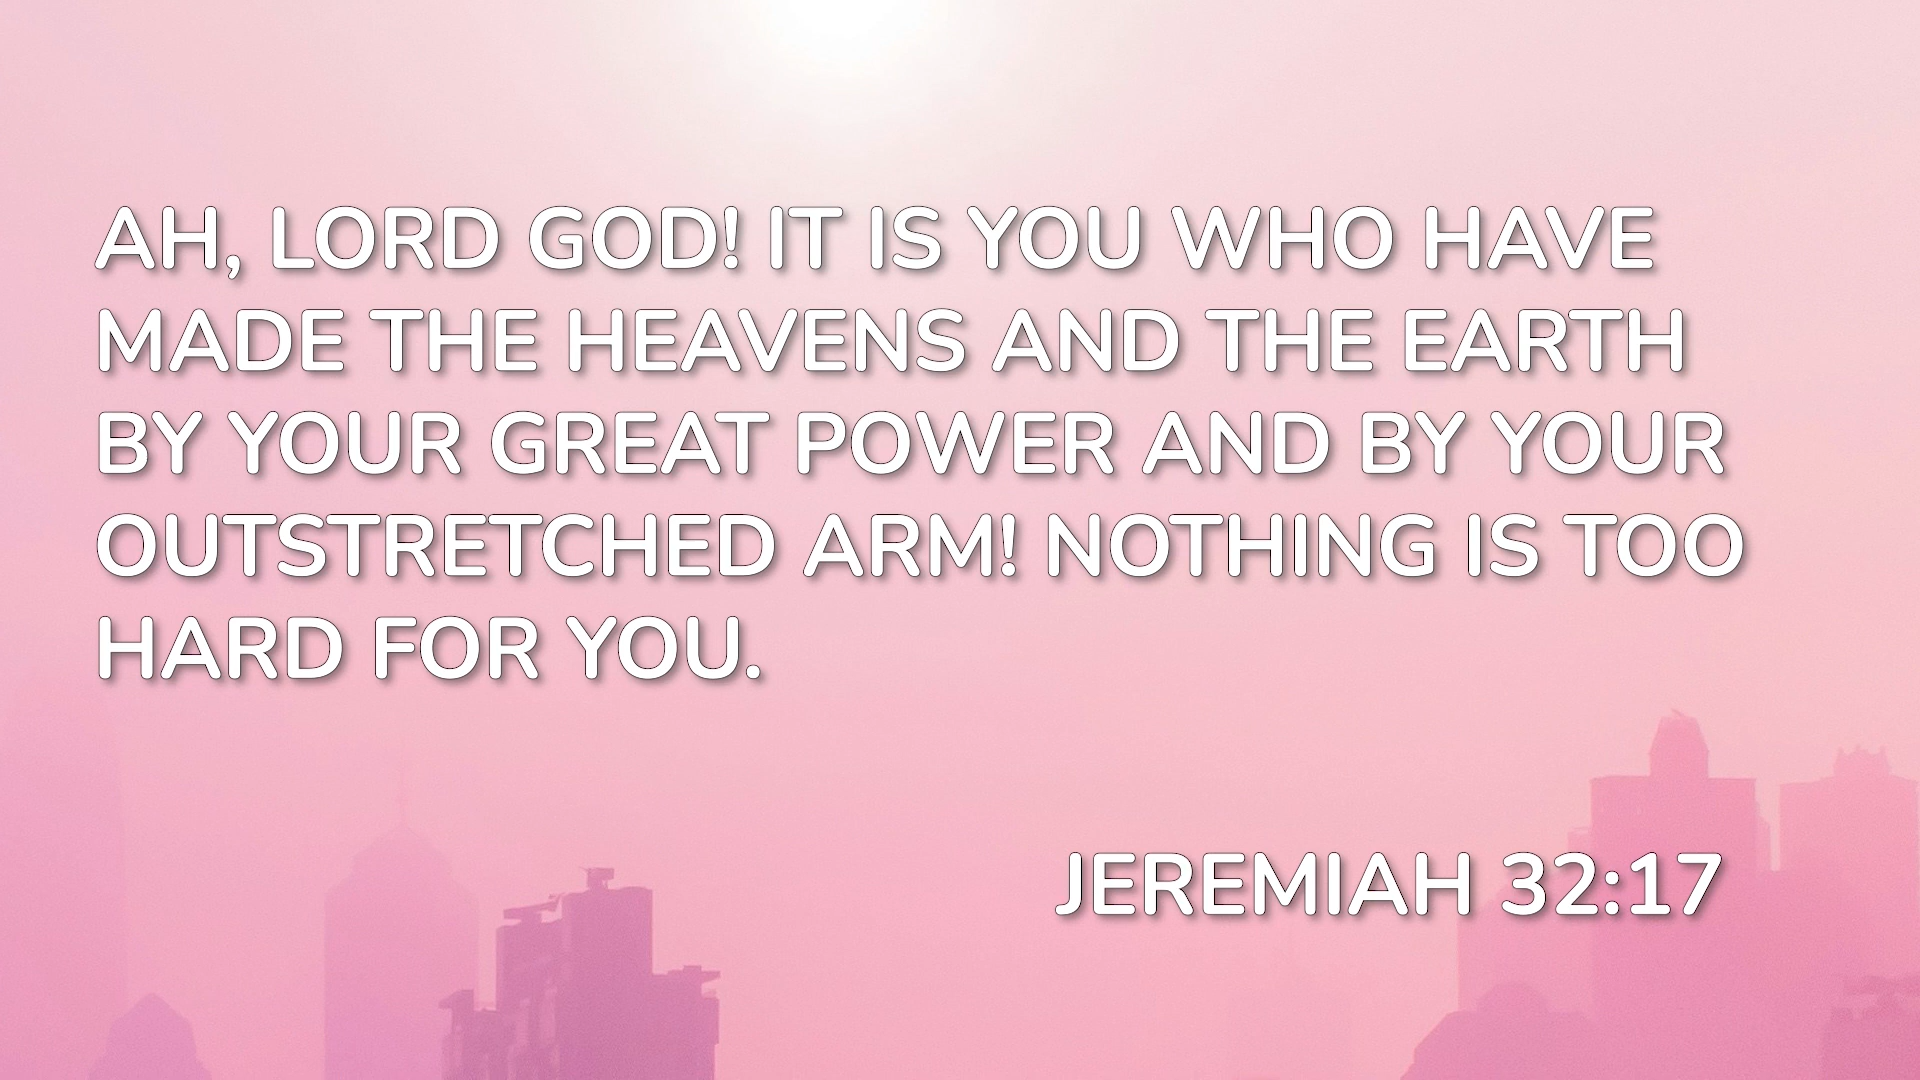 AH, LORD GOD! IT IS YOU WHO HAVE
MADE THE HEAVENS AND THE EARTH
BY YOUR GREAT POWER AND BY YOUR
OUTSTRETCHED ARM! NOTHING IS TOO
HARD FOR YOU.
JEREMIAH 32:17